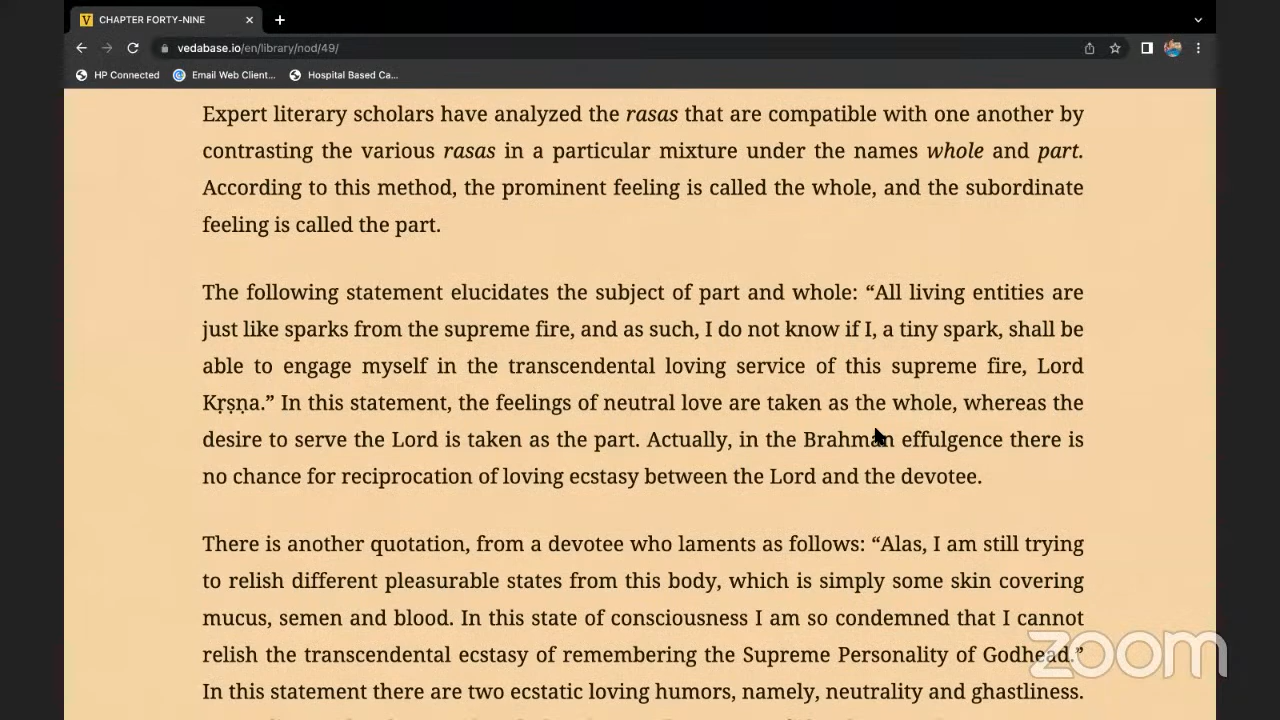 CHAPTER FORTY-NINE
vedabase.io/en/library/nod/49/
HP Connected Email Web Client... Hospital Based Ca...
Expert literary scholars have analyzed the rasas that are compatible with one another by
contrasting the various rasas in a particular mixture under the names whole and part.
According to this method, the prominent feeling is called the whole, and the subordinate
feeling is called the part.
The following statement elucidates the subject of part and whole: “All living entities are
just like sparks from the supreme fire, and as such, I do not know if I, a tiny spark, shall be
able to engage myself in the transcendental loving service of this supreme fire, Lord
Kṛṣṇa.” In this statement, the feelings of neutral love are taken as the whole, whereas the
desire to serve the Lord is taken as the part. Actually, in the Brahman effulgence there is
no chance for reciprocation of loving ecstasy between the Lord and the devotee.
There is another quotation, from a devotee who laments as follows: “Alas, I am still trying
to relish different pleasurable states from this body, which is simply some skin covering
mucus, semen and blood. In this state of consciousness I am so condemned that I cannot
relish the transcendental ecstasy of remembering the Supreme Personality of Godhead.”
In this statement there are two ecstatic loving humors, namely, neutrality and ghastliness.
zoom